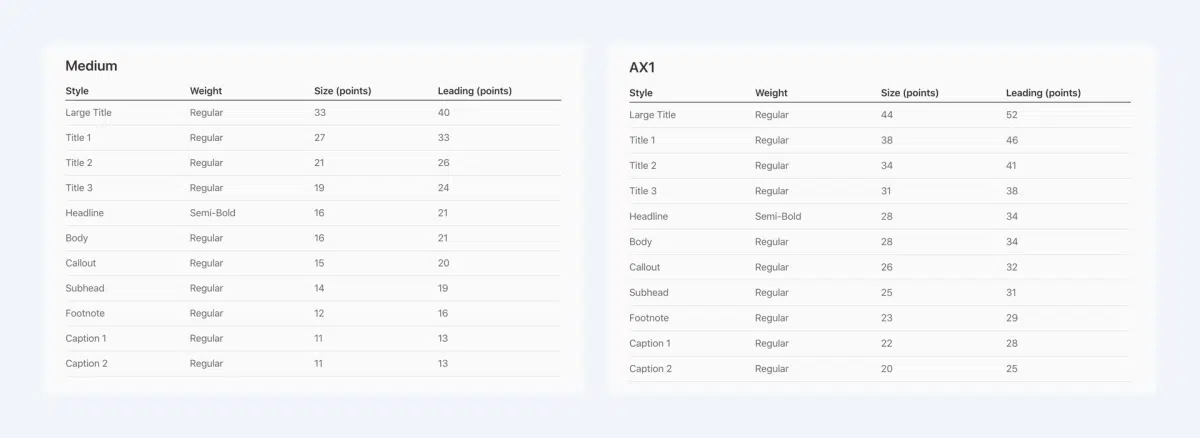 Medium
Style Weight Size (points) Leading (points)
Large Title Regular 33 40
Title 1 Regular 27 33
Title 2 Regular 21 26
Title 3 Regular 19 24
Headline Semi-Bold 16 21
Body Regular 16 21
Callout Regular 15 20
Subhead Regular 14 19
Footnote Regular 12 16
Caption 1 Regular 11 13
Caption 2 Regular 11 13
AX1
Style Weight Size (points) Leading (points)
Large Title Regular 44 52
Title 1 Regular 38 46
Title 2 Regular 34 41
Title 3 Regular 31 38
Headline Semi-Bold 28 34
Body Regular 28 34
Callout Regular 26 32
Subhead Regular 25 31
Footnote Regular 23 29
Caption 1 Regular 22 28
Caption 2 Regular 20 25